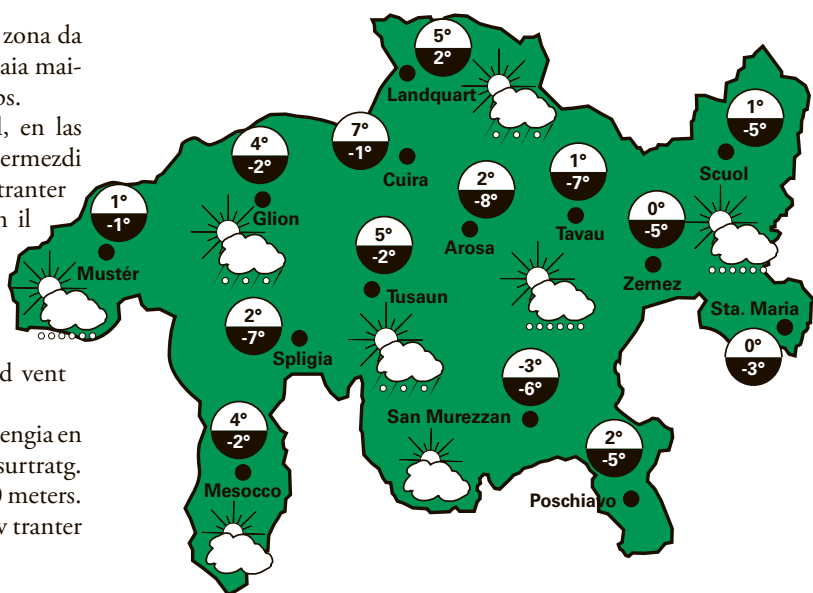 zona da
aia mai-
os.
l, en las
ermezdi
tranter
n il
d vent
engia en
surtratg.
0 meters.
v tranter
5°
2°
Landquart
7°
-1°
Cuira
4°
-2°
Glion
1°
-1°
Mustér
2°
-8°
Arosa
1°
-7°
Tavau
1°
-5°
Scuol
0°
-5°
Zernez
5°
-2°
Tusaun
Sta. Maria
0°
-3°
2°
-7°
Spligia
-3°
-6°
San Murezzan
4°
-2°
Mesocco
2°
-5°
Poschiavo